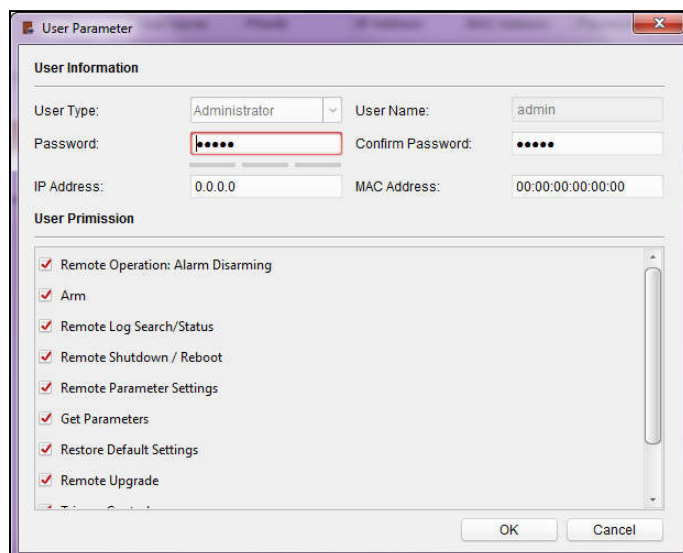 User Parameter
User Information
User Type: Administrator User Name: admin
Password: ••••• Confirm Password: •••••
IP Address: 0.0.0.0 MAC Address: 00:00:00:00:00:00
User Primission
Remote Operation: Alarm Disarming
Arm
Remote Log Search/Status
Remote Shutdown / Reboot
Remote Parameter Settings
Get Parameters
Restore Default Settings
Remote Upgrade
OK Cancel